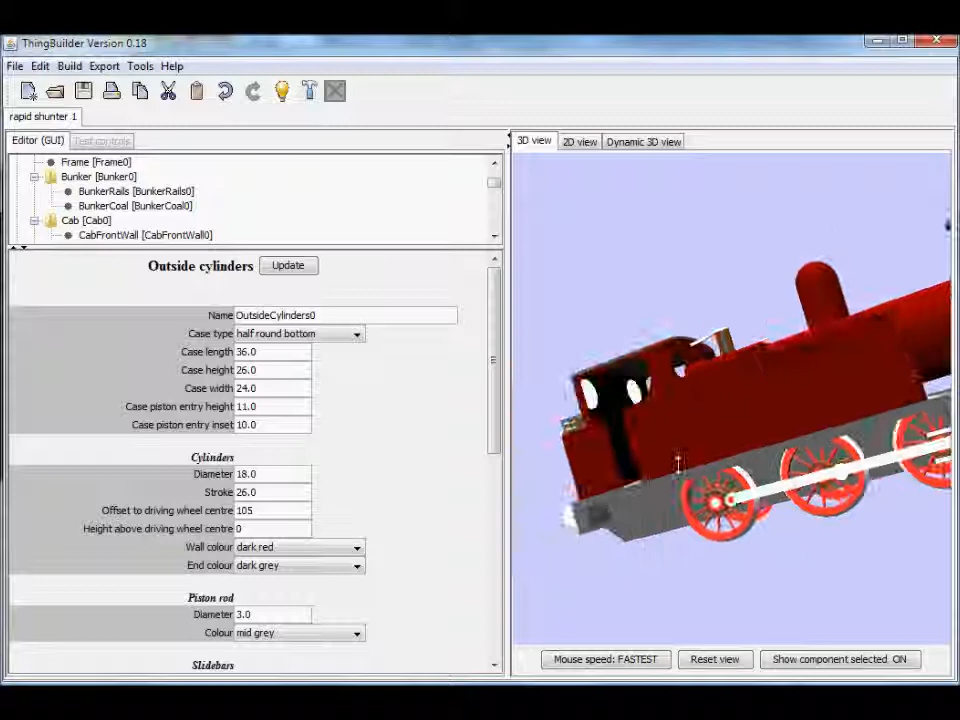 ThingBuilder Version 0.18
File Edit Build Export Tools Help
rapid shunter 1
Editor (GUI) Test controls
3D view 2D view Dynamic 3D view
Frame [Frame0]
Bunker [Bunker0]
BunkerRails [BunkerRails0]
BunkerCoal [BunkerCoal0]
Cab [Cab0]
CabFrontWall [CabFrontWall0]
Outside cylinders Update
Name OutsideCylinders0
Case type half round bottom
Case length 36.0
Case height 26.0
Case width 24.0
Case piston entry height 11.0
Case piston entry inset 10.0
Cylinders
Diameter 18.0
Stroke 26.0
Offset to driving wheel centre 105
Height above driving wheel centre 0
Wall colour dark red
End colour dark grey
Piston rod
Diameter 3.0
Colour mid grey
Slidebars
Mouse speed: FASTEST Reset view Show component selected ON